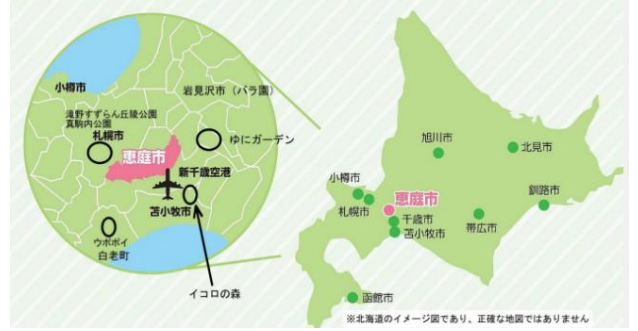 小樽市
岩見沢市（バラ園）
滝野すずらん丘陵公園
真駒内公園
札幌市
ゆにガーデン
恵庭市
新千歳空港
苫小牧市
ウポポイ
白老町
イコロの森
旭川市
北見市
小樽市
札幌市
恵庭市
釧路市
千歳市
苫小牧市
帯広市
函館市
※北海道のイメージ図であり、正確な地図ではありません